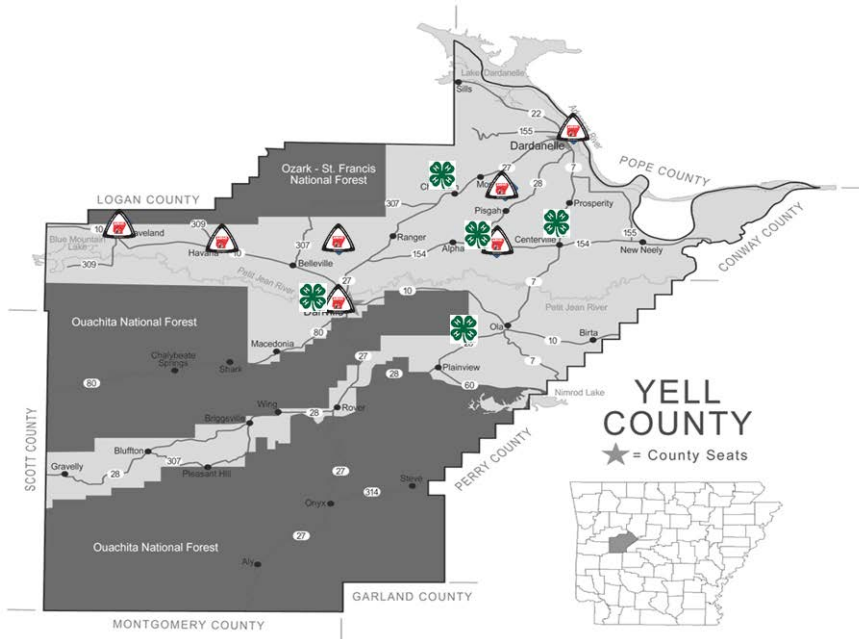 Lake Dardanelle
Sills
22
Arkansas River
155
Dardanelle
POPE COUNTY
Ozark - St. Francis
National Forest
27
28
7
LOGAN COUNTY
307
Pisgah
Prosperity
CONWAY COUNTY
10
309
Ranger
155
Blue Mountain
Lake
Havana
10
307
Alpha
Centerville
154
New Neely
309
Belleville
154
27
Petit Jean River
10
7
Petit Jean River
Ouachita National Forest
80
Ola
10
Birta
Macedonia
Chalybeate
Springs
Shark
27
7
80
28
Plainview
60
Nimrod Lake
Wing
28
Rover
Briggsville
YELL
COUNTY
= County Seats
SCOTT COUNTY
Bluffton
PERRY COUNTY
Gravelly
28
307
Pleasant Hill
27
Steve
314
Onyx
Ouachita National Forest
27
Aly
GARLAND COUNTY
MONTGOMERY COUNTY